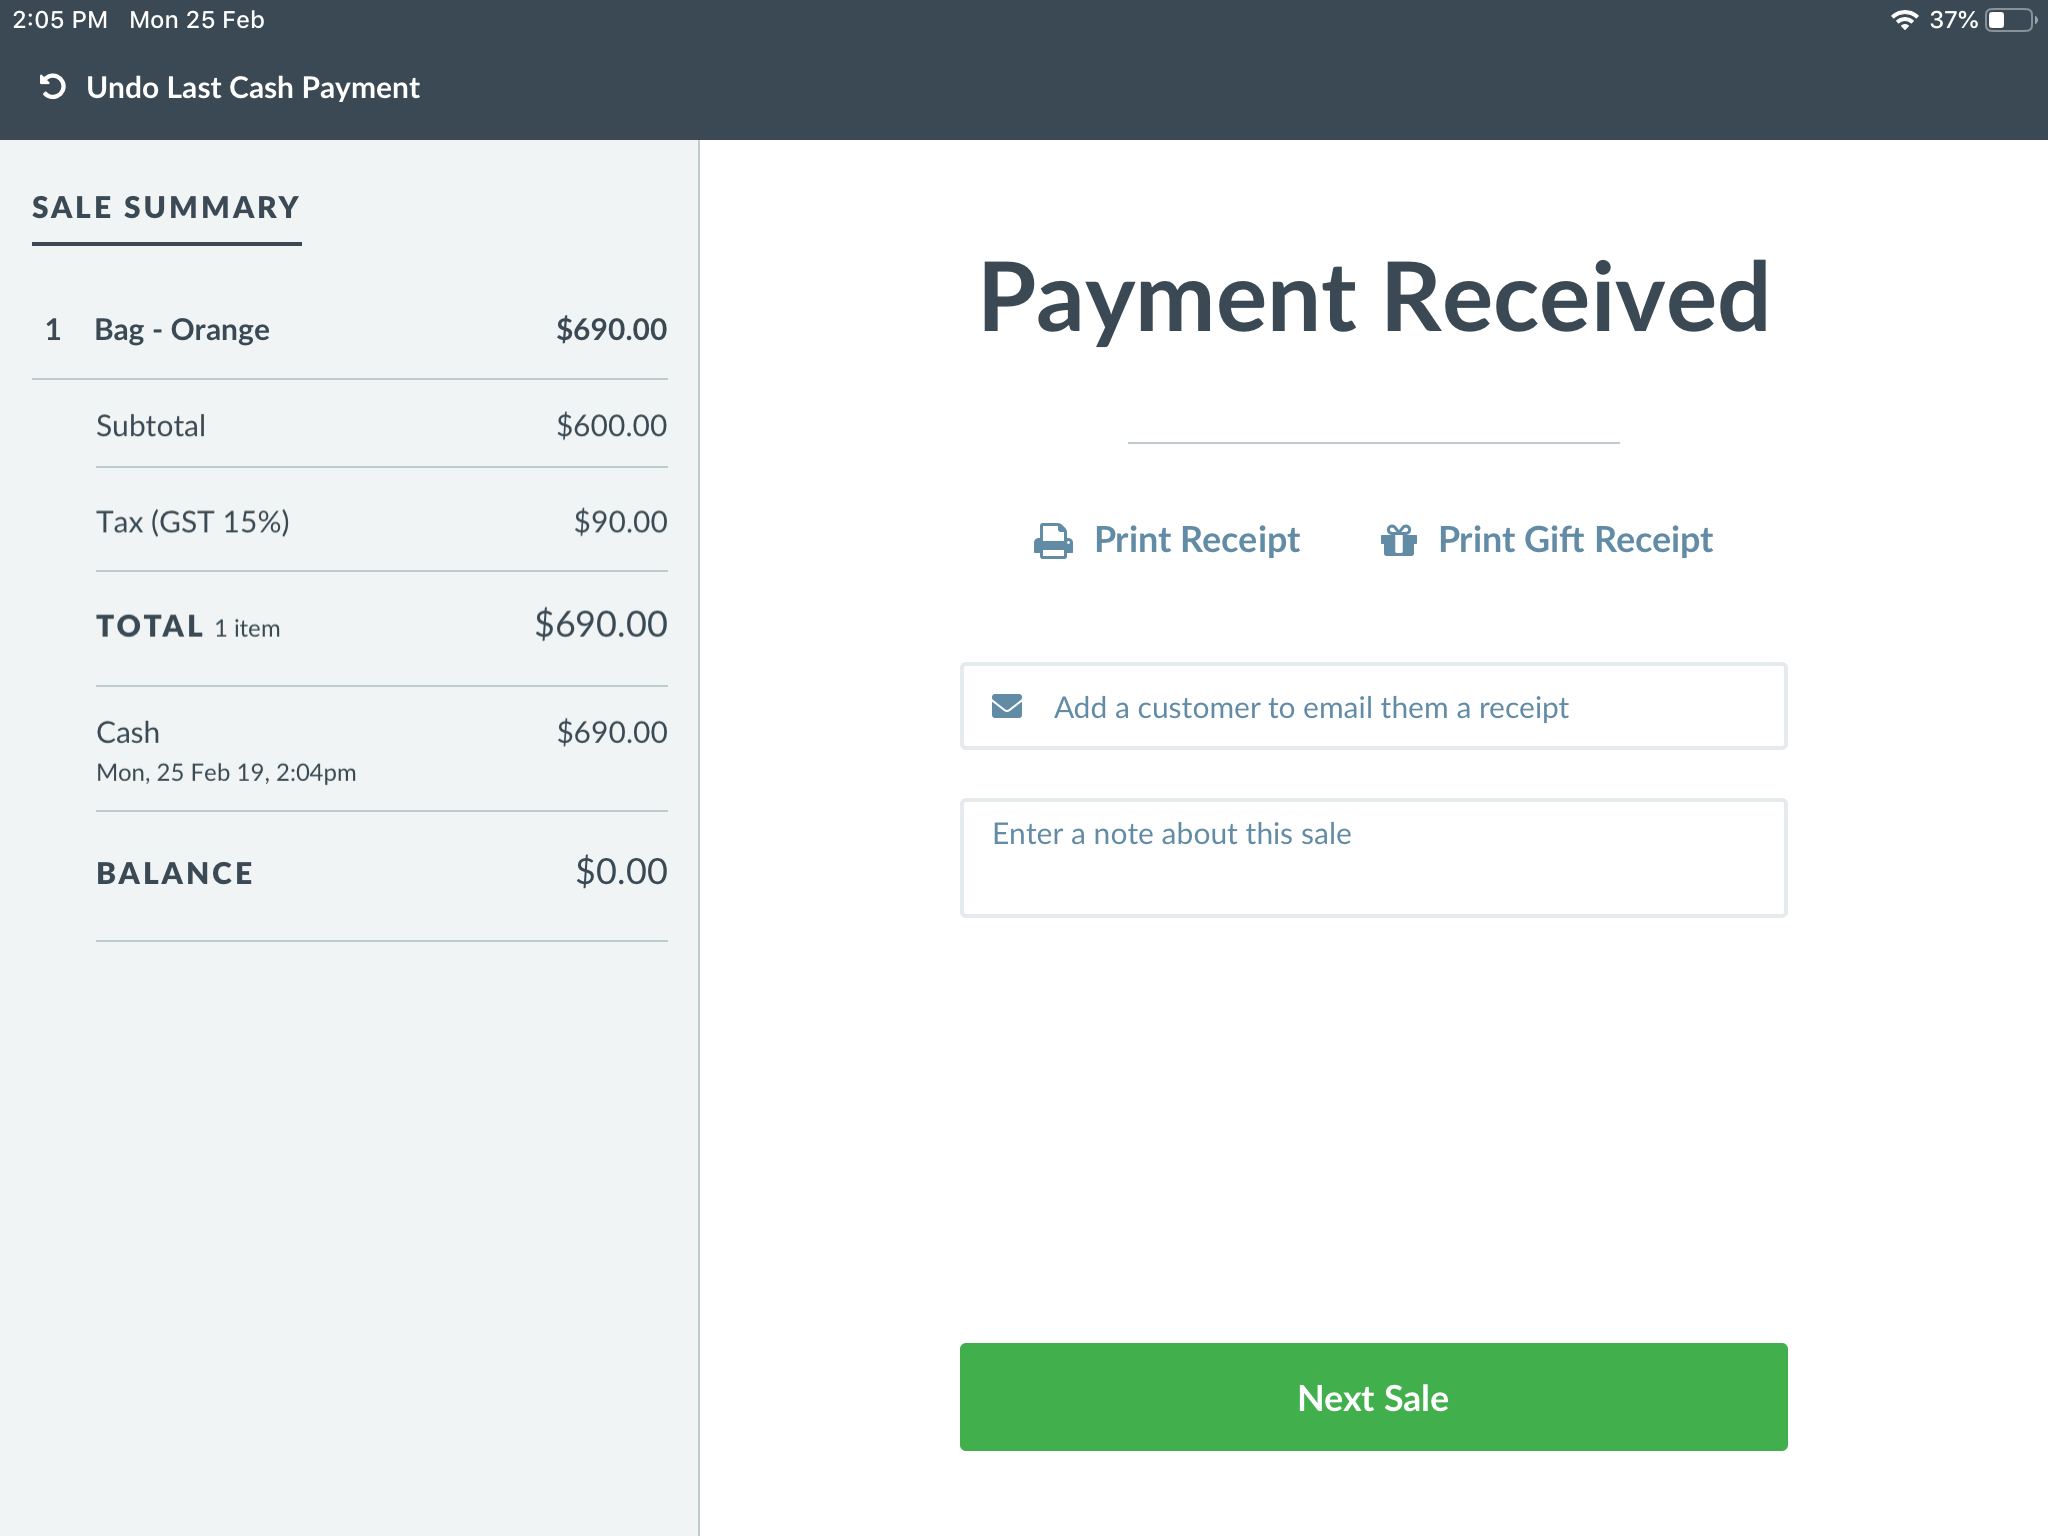 2:05 PM Mon 25 Feb
37%
Undo Last Cash Payment
SALE SUMMARY
1 Bag - Orange $690.00
Subtotal $600.00
Tax (GST 15%) $90.00
TOTAL 1 item $690.00
Cash $690.00
Mon, 25 Feb 19, 2:04pm
BALANCE $0.00
Payment Received
Print Receipt Print Gift Receipt
Add a customer to email them a receipt
Enter a note about this sale
Next Sale